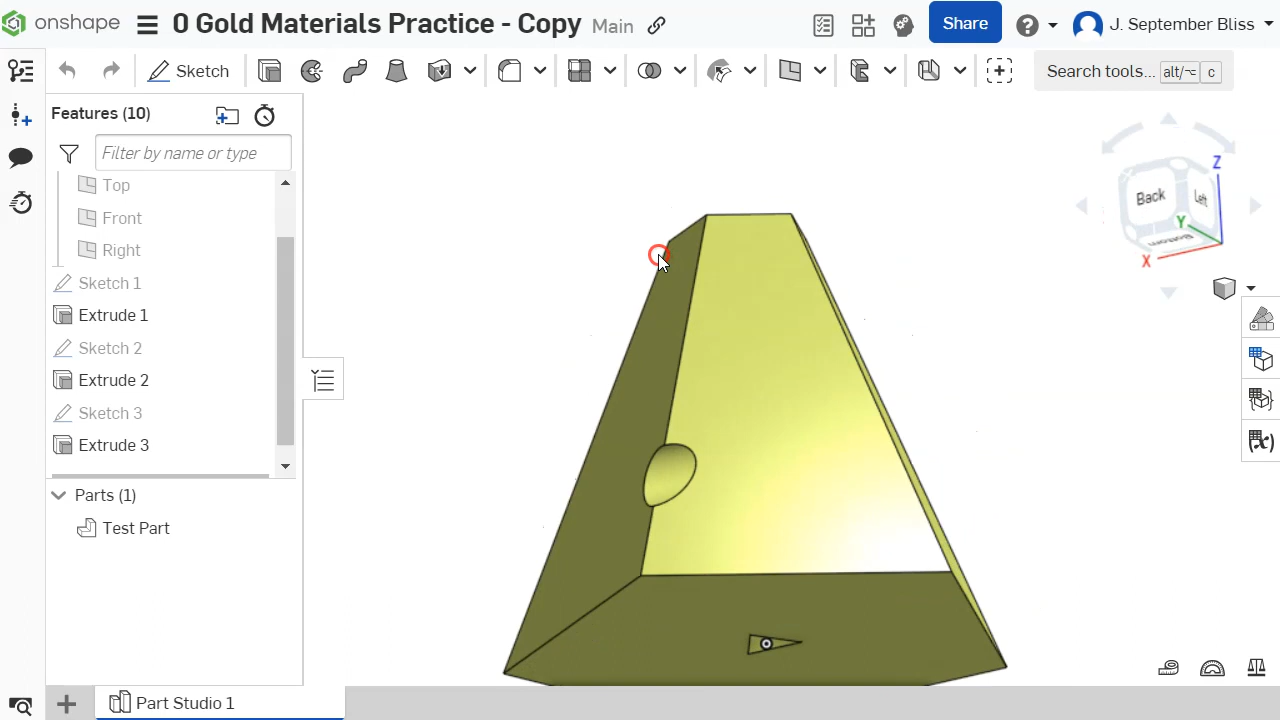 onshape
0 Gold Materials Practice - Copy
Main
Share
J. September Bliss
Sketch
Search tools...
alt/⌥
c
Features (10)
Filter by name or type
Top
Front
Right
Sketch 1
Extrude 1
Sketch 2
Extrude 2
Sketch 3
Extrude 3
Parts (1)
Test Part
Z
Back
Left
Y
Bottom
X
Part Studio 1